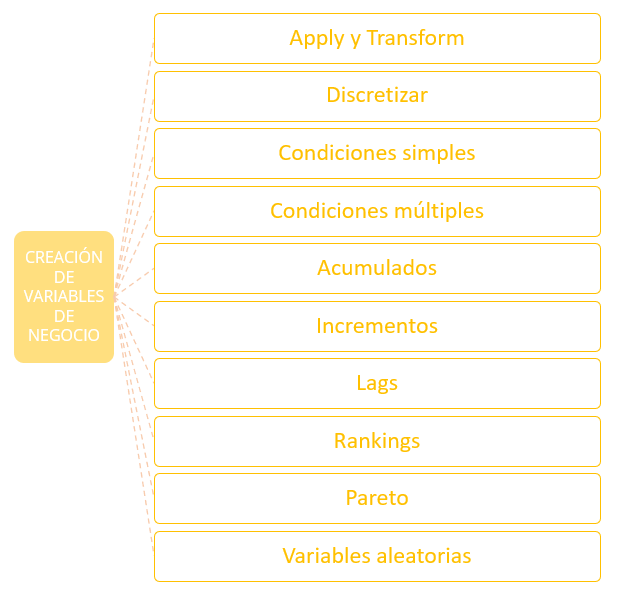 Apply y Transform
Discretizar
Condiciones simples
Condiciones múltiples
CREACIÓN
DE
VARIABLES
DE
NEGOCIO
Acumulados
Incrementos
Lags
Rankings
Pareto
Variables aleatorias